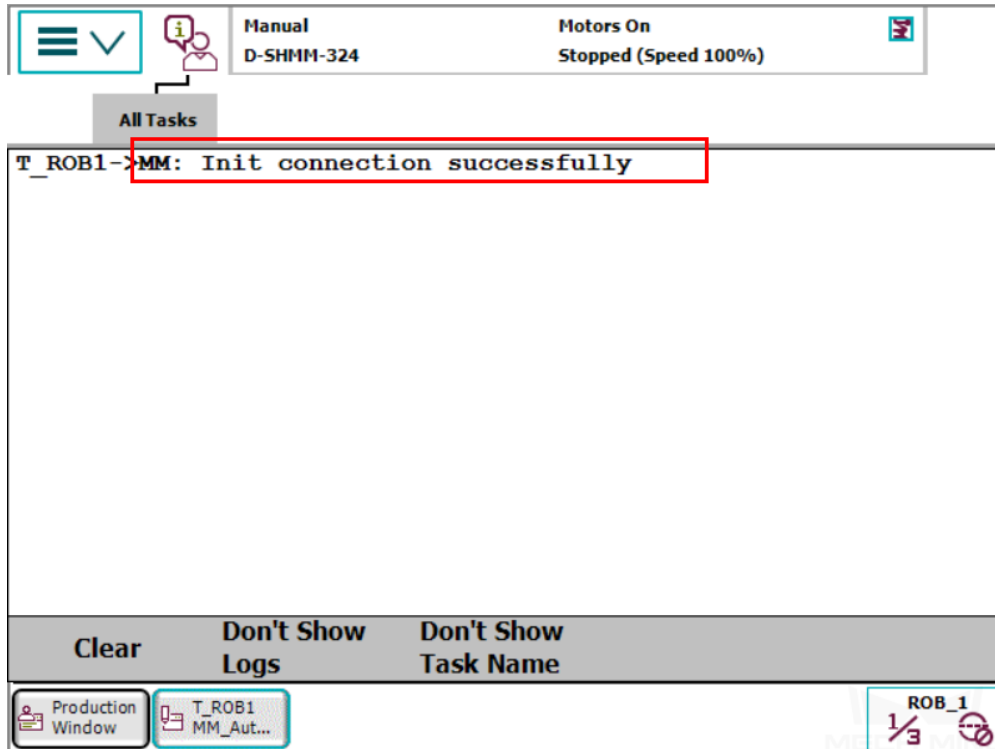 Manual
D-SHMM-324
Motors On
Stopped (Speed 100%)
All Tasks
T_ROB1->MM: Init connection successfully
Clear
Don't Show
Logs
Don't Show
Task Name
Production
Window
T_ROB1
MM_Aut...
ROB_1
1/3